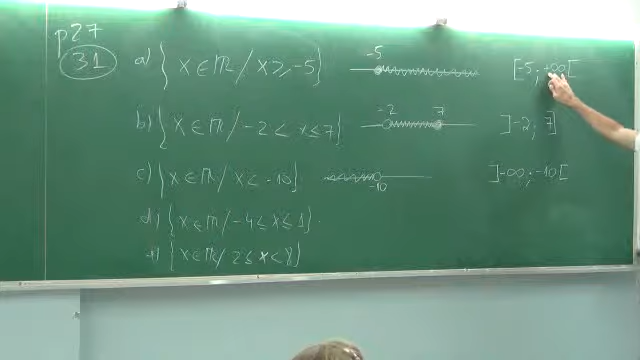 p27
31
a) {x ∈ ℝ / x ≥ -5} -5 [-5; +∞[
b) {x ∈ ℝ / -2 < x ≤ 7} -2 7 ]-2; 7]
c) {x ∈ ℝ / x < -10} -10 ]-∞; -10[
d) {x ∈ ℝ / -4 ≤ x ≤ 1}
e) {x ∈ ℝ / 2 ≤ x < 8}